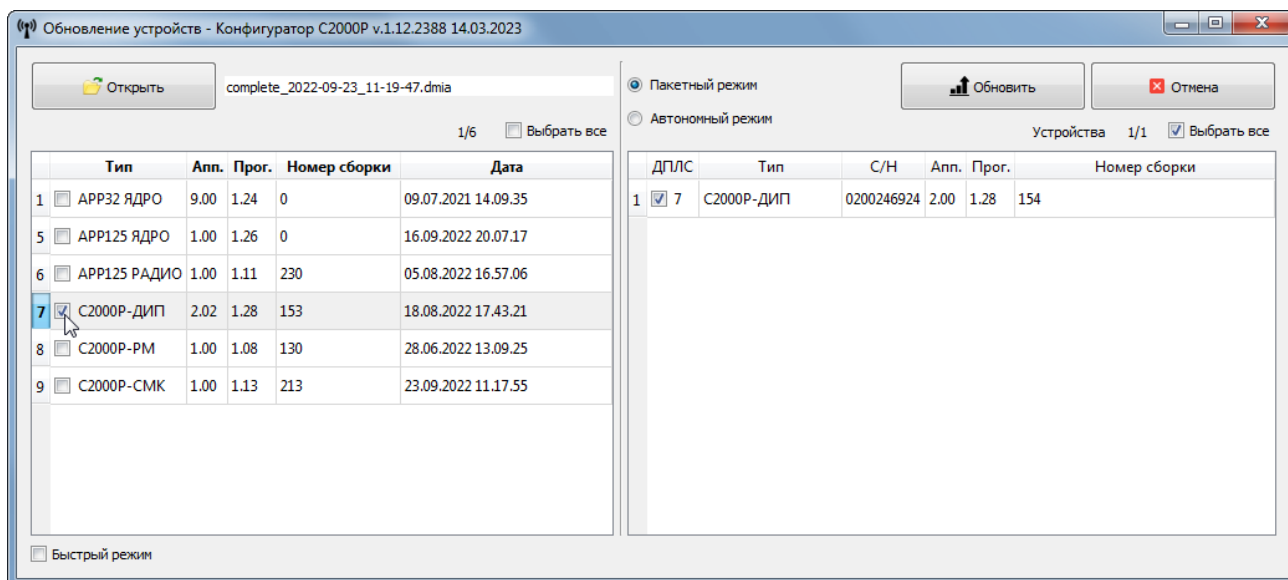 Обновление устройств - Конфигуратор С2000Р v.1.12.2388 14.03.2023
Открыть complete_2022-09-23_11-19-47.dmia
1/6 Выбрать все
Тип Апп. Прог. Номер сборки Дата
1 АРР32 ЯДРО 9.00 1.24 0 09.07.2021 14.09.35
5 АРР125 ЯДРО 1.00 1.26 0 16.09.2022 20.07.17
6 АРР125 РАДИО 1.00 1.11 230 05.08.2022 16.57.06
7 С2000Р-ДИП 2.02 1.28 153 18.08.2022 17.43.21
8 С2000Р-РМ 1.00 1.08 130 28.06.2022 13.09.25
9 С2000Р-СМК 1.00 1.13 213 23.09.2022 11.17.55
Быстрый режим
Пакетный режим Обновить Отмена
Автономный режим
Устройства 1/1 Выбрать все
ДПЛС Тип С/Н Апп. Прог. Номер сборки
1 7 С2000Р-ДИП 0200246924 2.00 1.28 154